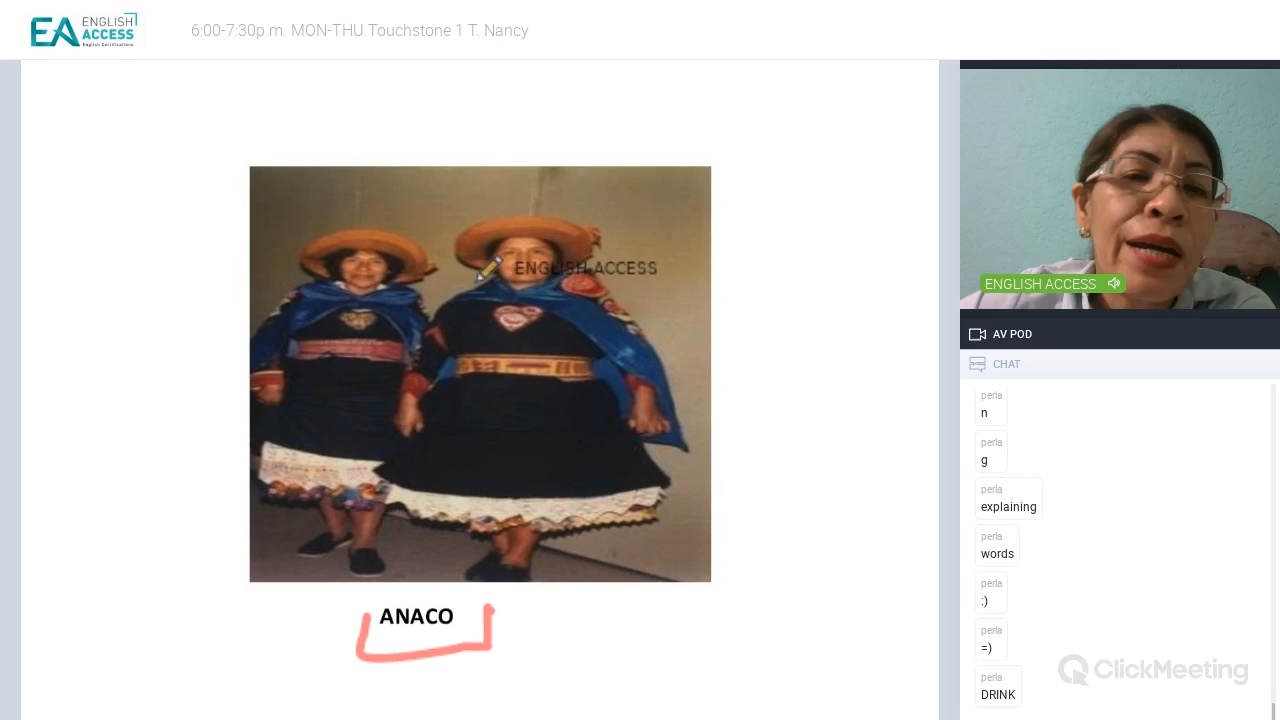 EA ENGLISH
ACCESS
English Certifications
6:00-7:30p.m. MON-THU Touchstone 1 T. Nancy
ENGLISH ACCESS
ANACO
ENGLISH ACCESS
AV POD
CHAT
perla
n
perla
g
perla
explaining
perla
words
perla
:)
perla
=)
perla
DRINK
ClickMeeting